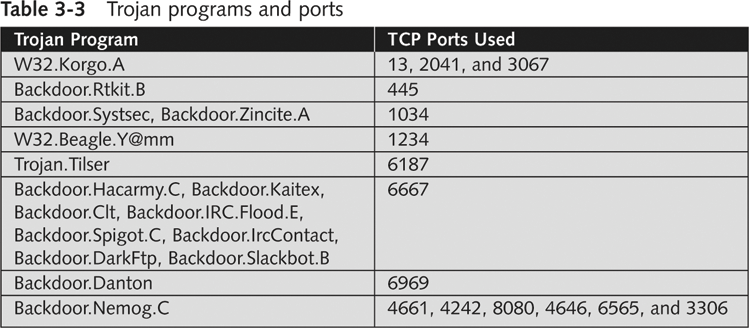 Table 3-3 Trojan programs and ports
Trojan Program TCP Ports Used
W32.Korgo.A 13, 2041, and 3067
Backdoor.Rtkit.B 445
Backdoor.Systsec, Backdoor.Zincite.A 1034
W32.Beagle.Y@mm 1234
Trojan.Tilser 6187
Backdoor.Hacarmy.C, Backdoor.Kaitex, 6667
Backdoor.Clt, Backdoor.IRC.Flood.E,
Backdoor.Spigot.C, Backdoor.IrcContact,
Backdoor.DarkFtp, Backdoor.Slackbot.B
Backdoor.Danton 6969
Backdoor.Nemog.C 4661, 4242, 8080, 4646, 6565, and 3306